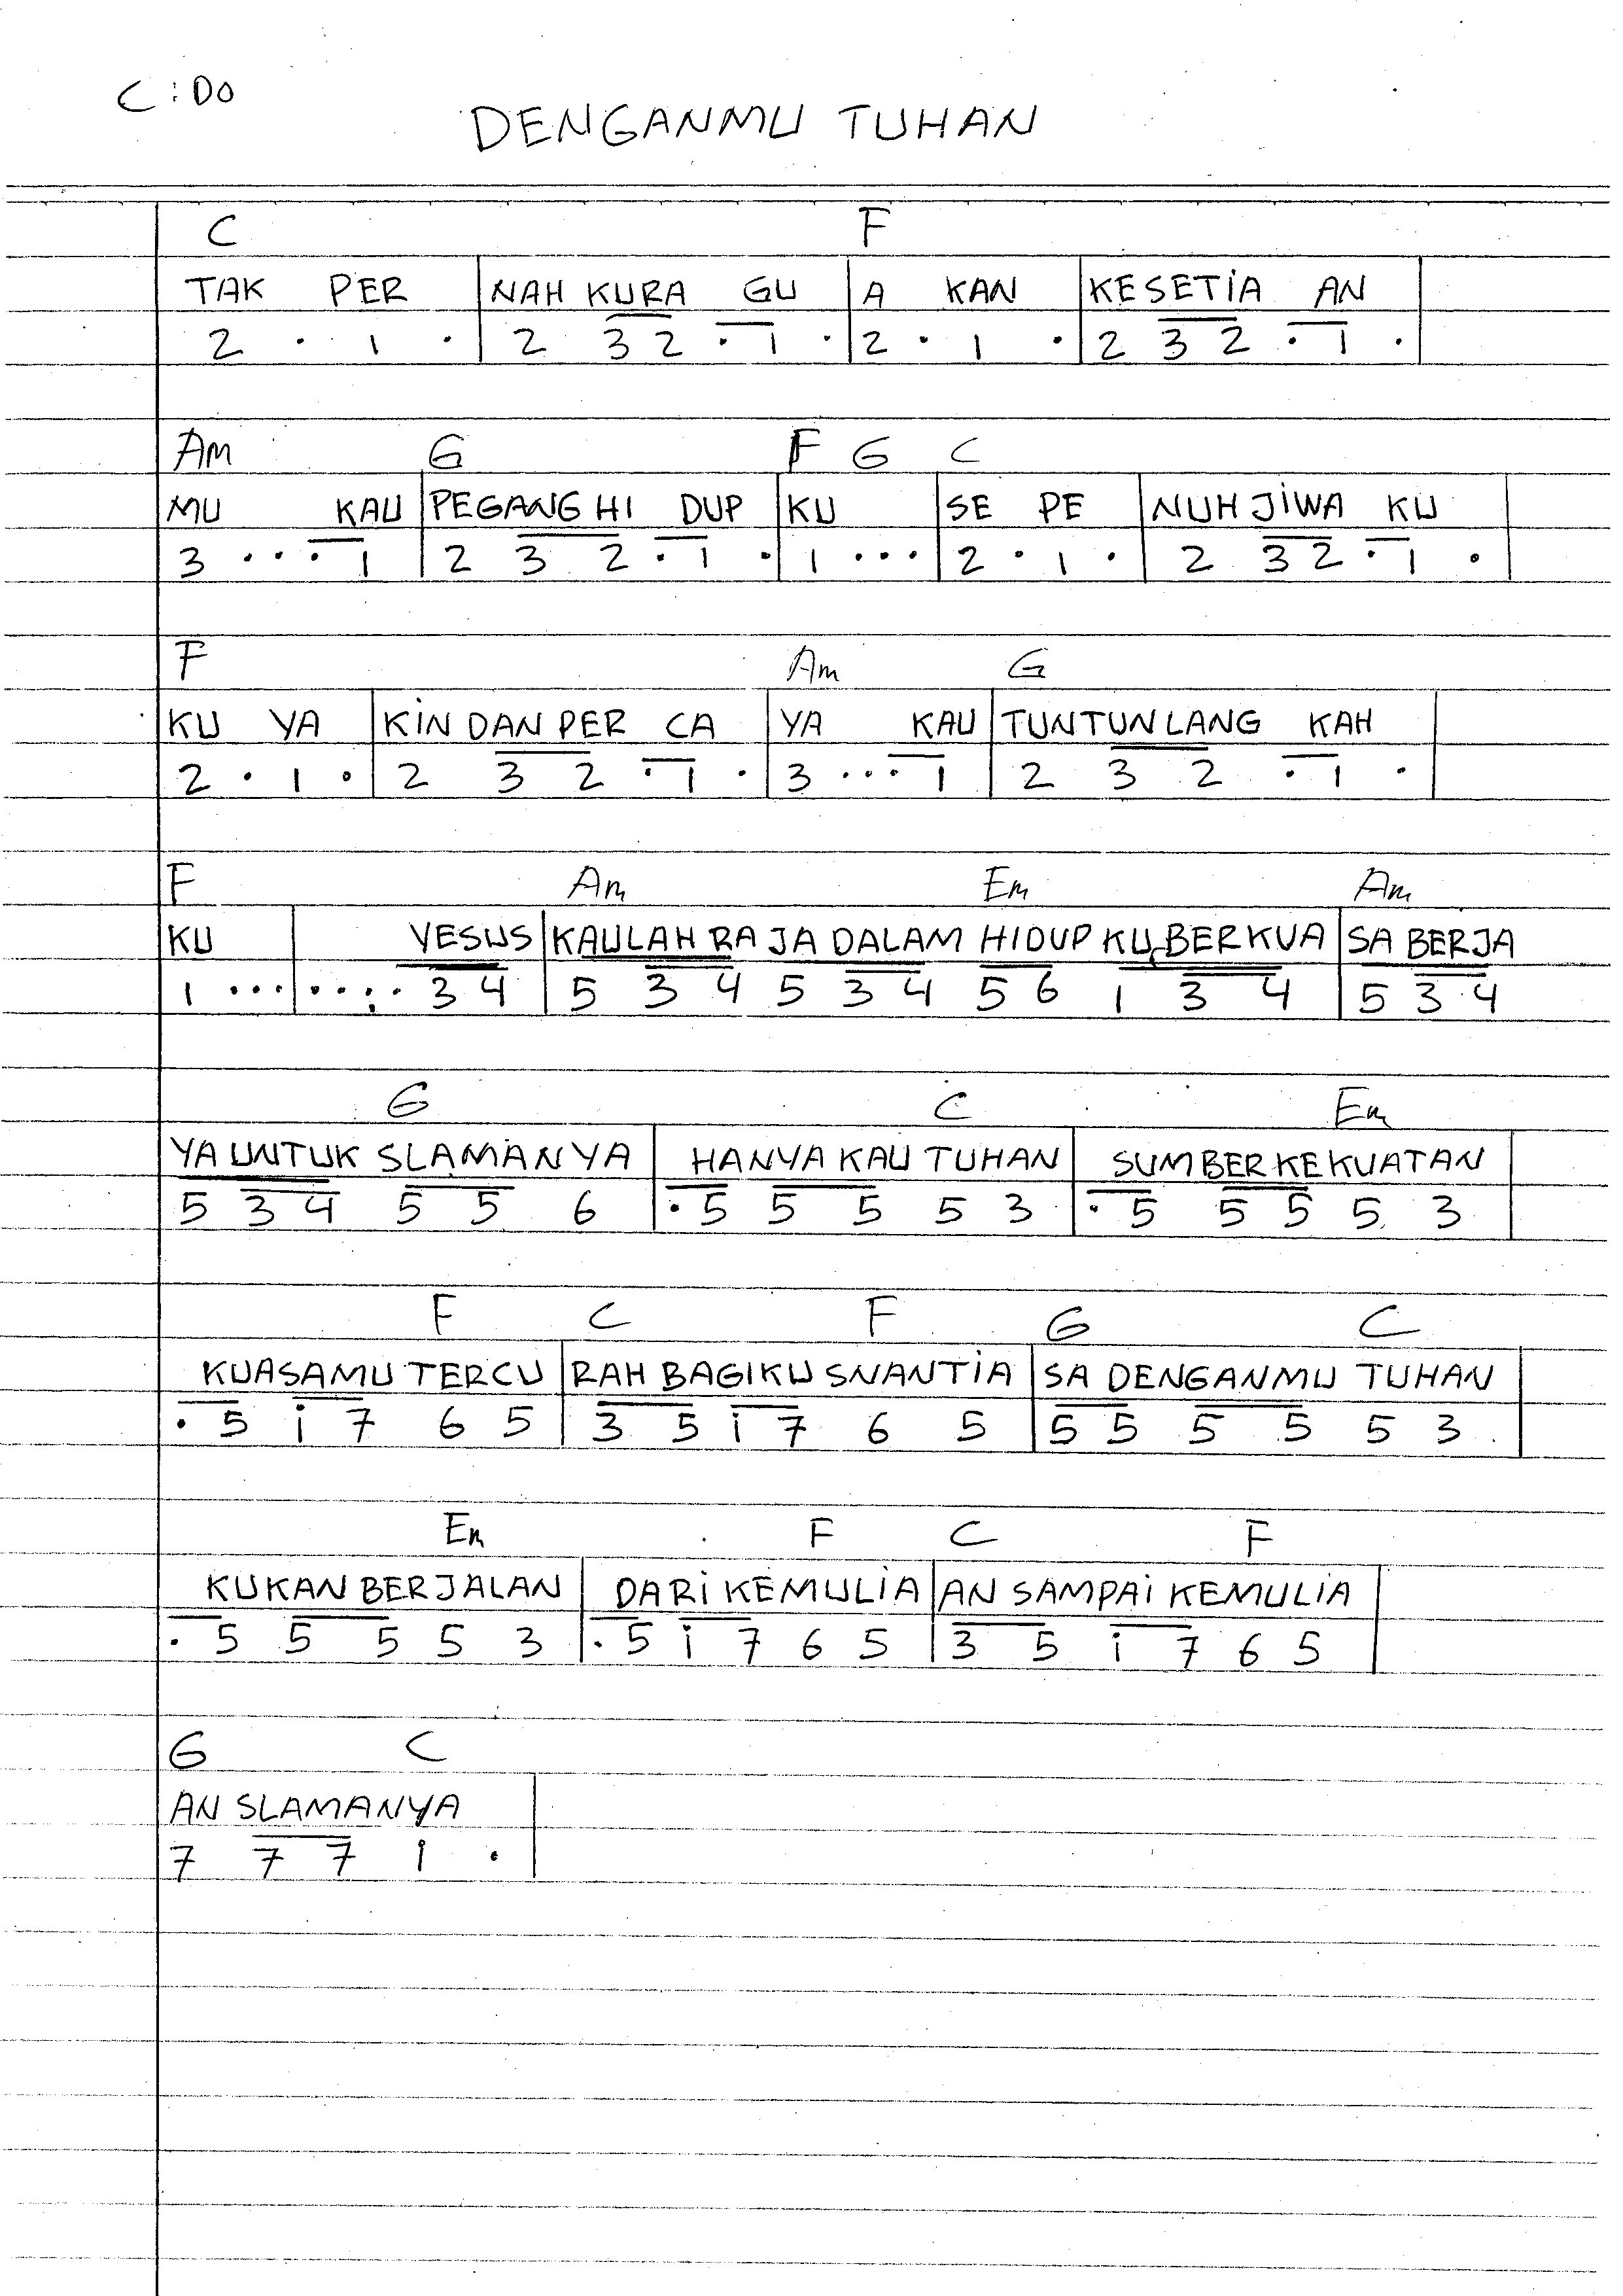 C : DO
DENGANMU TUHAN
C F
TAK PER | NAH KURA GU | A KAN | KESETIA AN |
2 . 1 . | 2 3 2 . 1 . | 2 . 1 . | 2 3 2 . 1 . |
Am G F G C
MU KAU | PEGANG HI DUP | KU | SE PE | NUH JIWA KU |
3 . . . 1 | 2 3 2 . 1 . | 1 . . . | 2 . 1 . | 2 3 2 . 1 . |
F Am G
KU YA | KIN DAN PER CA | YA KAU | TUNTUN LANG KAH |
2 . 1 . | 2 3 2 . 1 . | 3 . . . 1 | 2 3 2 . 1 . |
F Am Em Am
KU | YESUS | KAULAH RAJA DALAM HIDUP KU BERKUA | SA BERJA
1 . . . | . . . . 3 4 | 5 3 4 5 3 4 5 6 1 3 4 | 5 3 4
G C Em
YA UNTUK SLAMANYA | HANYA KAU TUHAN | SUMBER KEKUATAN |
5 3 4 5 5 6 | . 5 5 5 5 3 | . 5 5 5 5 3 |
F C F G C
KUASAMU TERCU | RAH BAGIKU SNANTIA | SA DENGANMU TUHAN |
. 5 i 7 6 5 | 3 5 i 7 6 5 | 5 5 5 5 5 3 |
Em F C F
KUKAN BERJALAN | DARI KEMULIA | AN SAMPAI KEMULIA |
. 5 5 5 5 3 | . 5 i 7 6 5 | 3 5 i 7 6 5 |
G C
AN SLAMANYA |
7 7 7 i . |